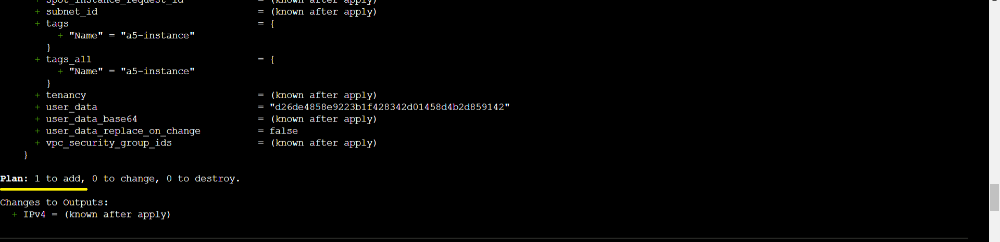 + spot_instance_request_id = (known after apply)
+ subnet_id = (known after apply)
+ tags = {
+ "Name" = "a5-instance"
}
+ tags_all = {
+ "Name" = "a5-instance"
}
+ tenancy = (known after apply)
+ user_data = "d26de4858e9223b1f428342d01458d4b2d859142"
+ user_data_base64 = (known after apply)
+ user_data_replace_on_change = false
+ vpc_security_group_ids = (known after apply)
}
Plan: 1 to add, 0 to change, 0 to destroy.
Changes to Outputs:
+ IPv4 = (known after apply)